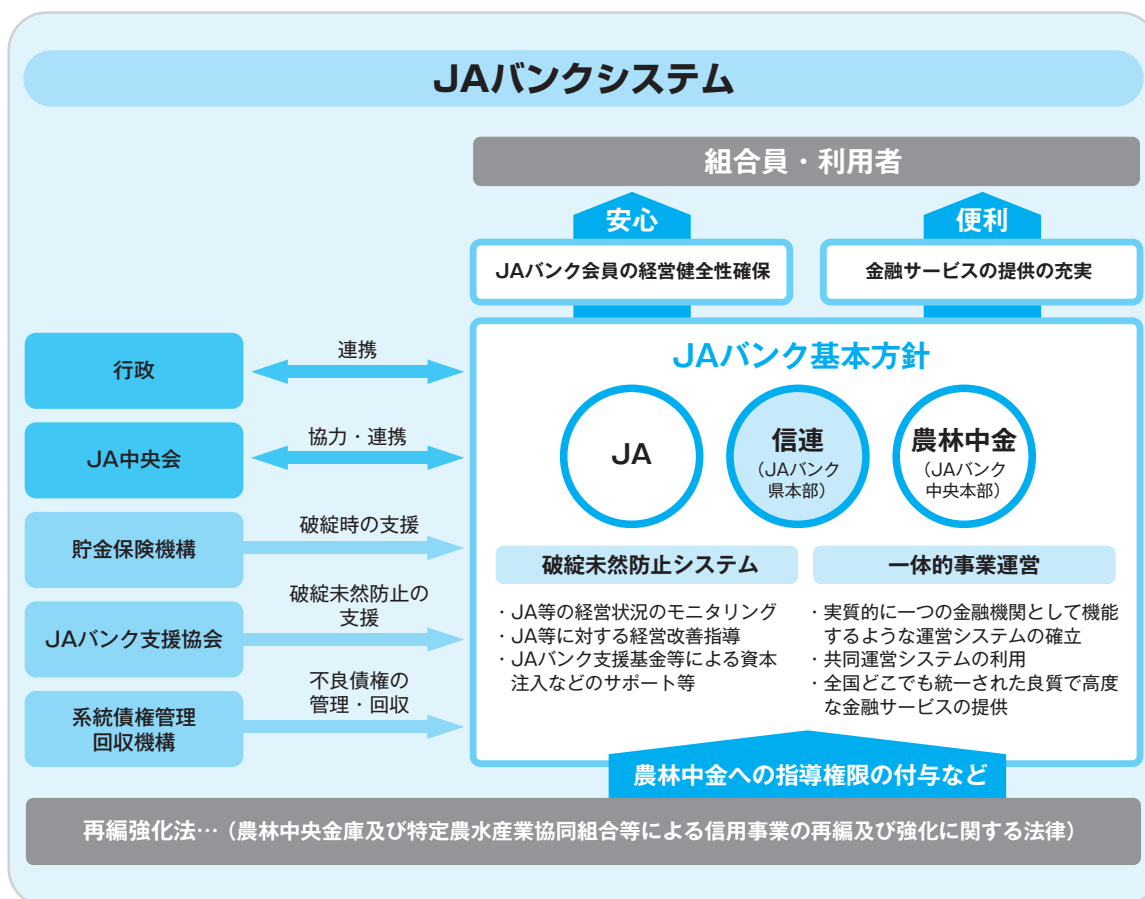 JAバンクシステム
組合員・利用者
安心
便利
JAバンク会員の経営健全性確保
金融サービスの提供の充実
行政
連携
JA中央会
協力・連携
貯金保険機構
破綻時の支援
JAバンク支援協会
破綻未然防止の
支援
系統債権管理
回収機構
不良債権の
管理・回収
JAバンク基本方針
JA
信連
（JAバンク
県本部）
農林中金
（JAバンク
中央本部）
破綻未然防止システム
・JA等の経営状況のモニタリング
・JA等に対する経営改善指導
・JAバンク支援基金等による資本
注入などのサポート等
一体的事業運営
・実質的に一つの金融機関として機能
するような運営システムの確立
・共同運営システムの利用
・全国どこでも統一された良質で高度
な金融サービスの提供
農林中金への指導権限の付与など
再編強化法…（農林中央金庫及び特定農水産業協同組合等による信用事業の再編及び強化に関する法律）